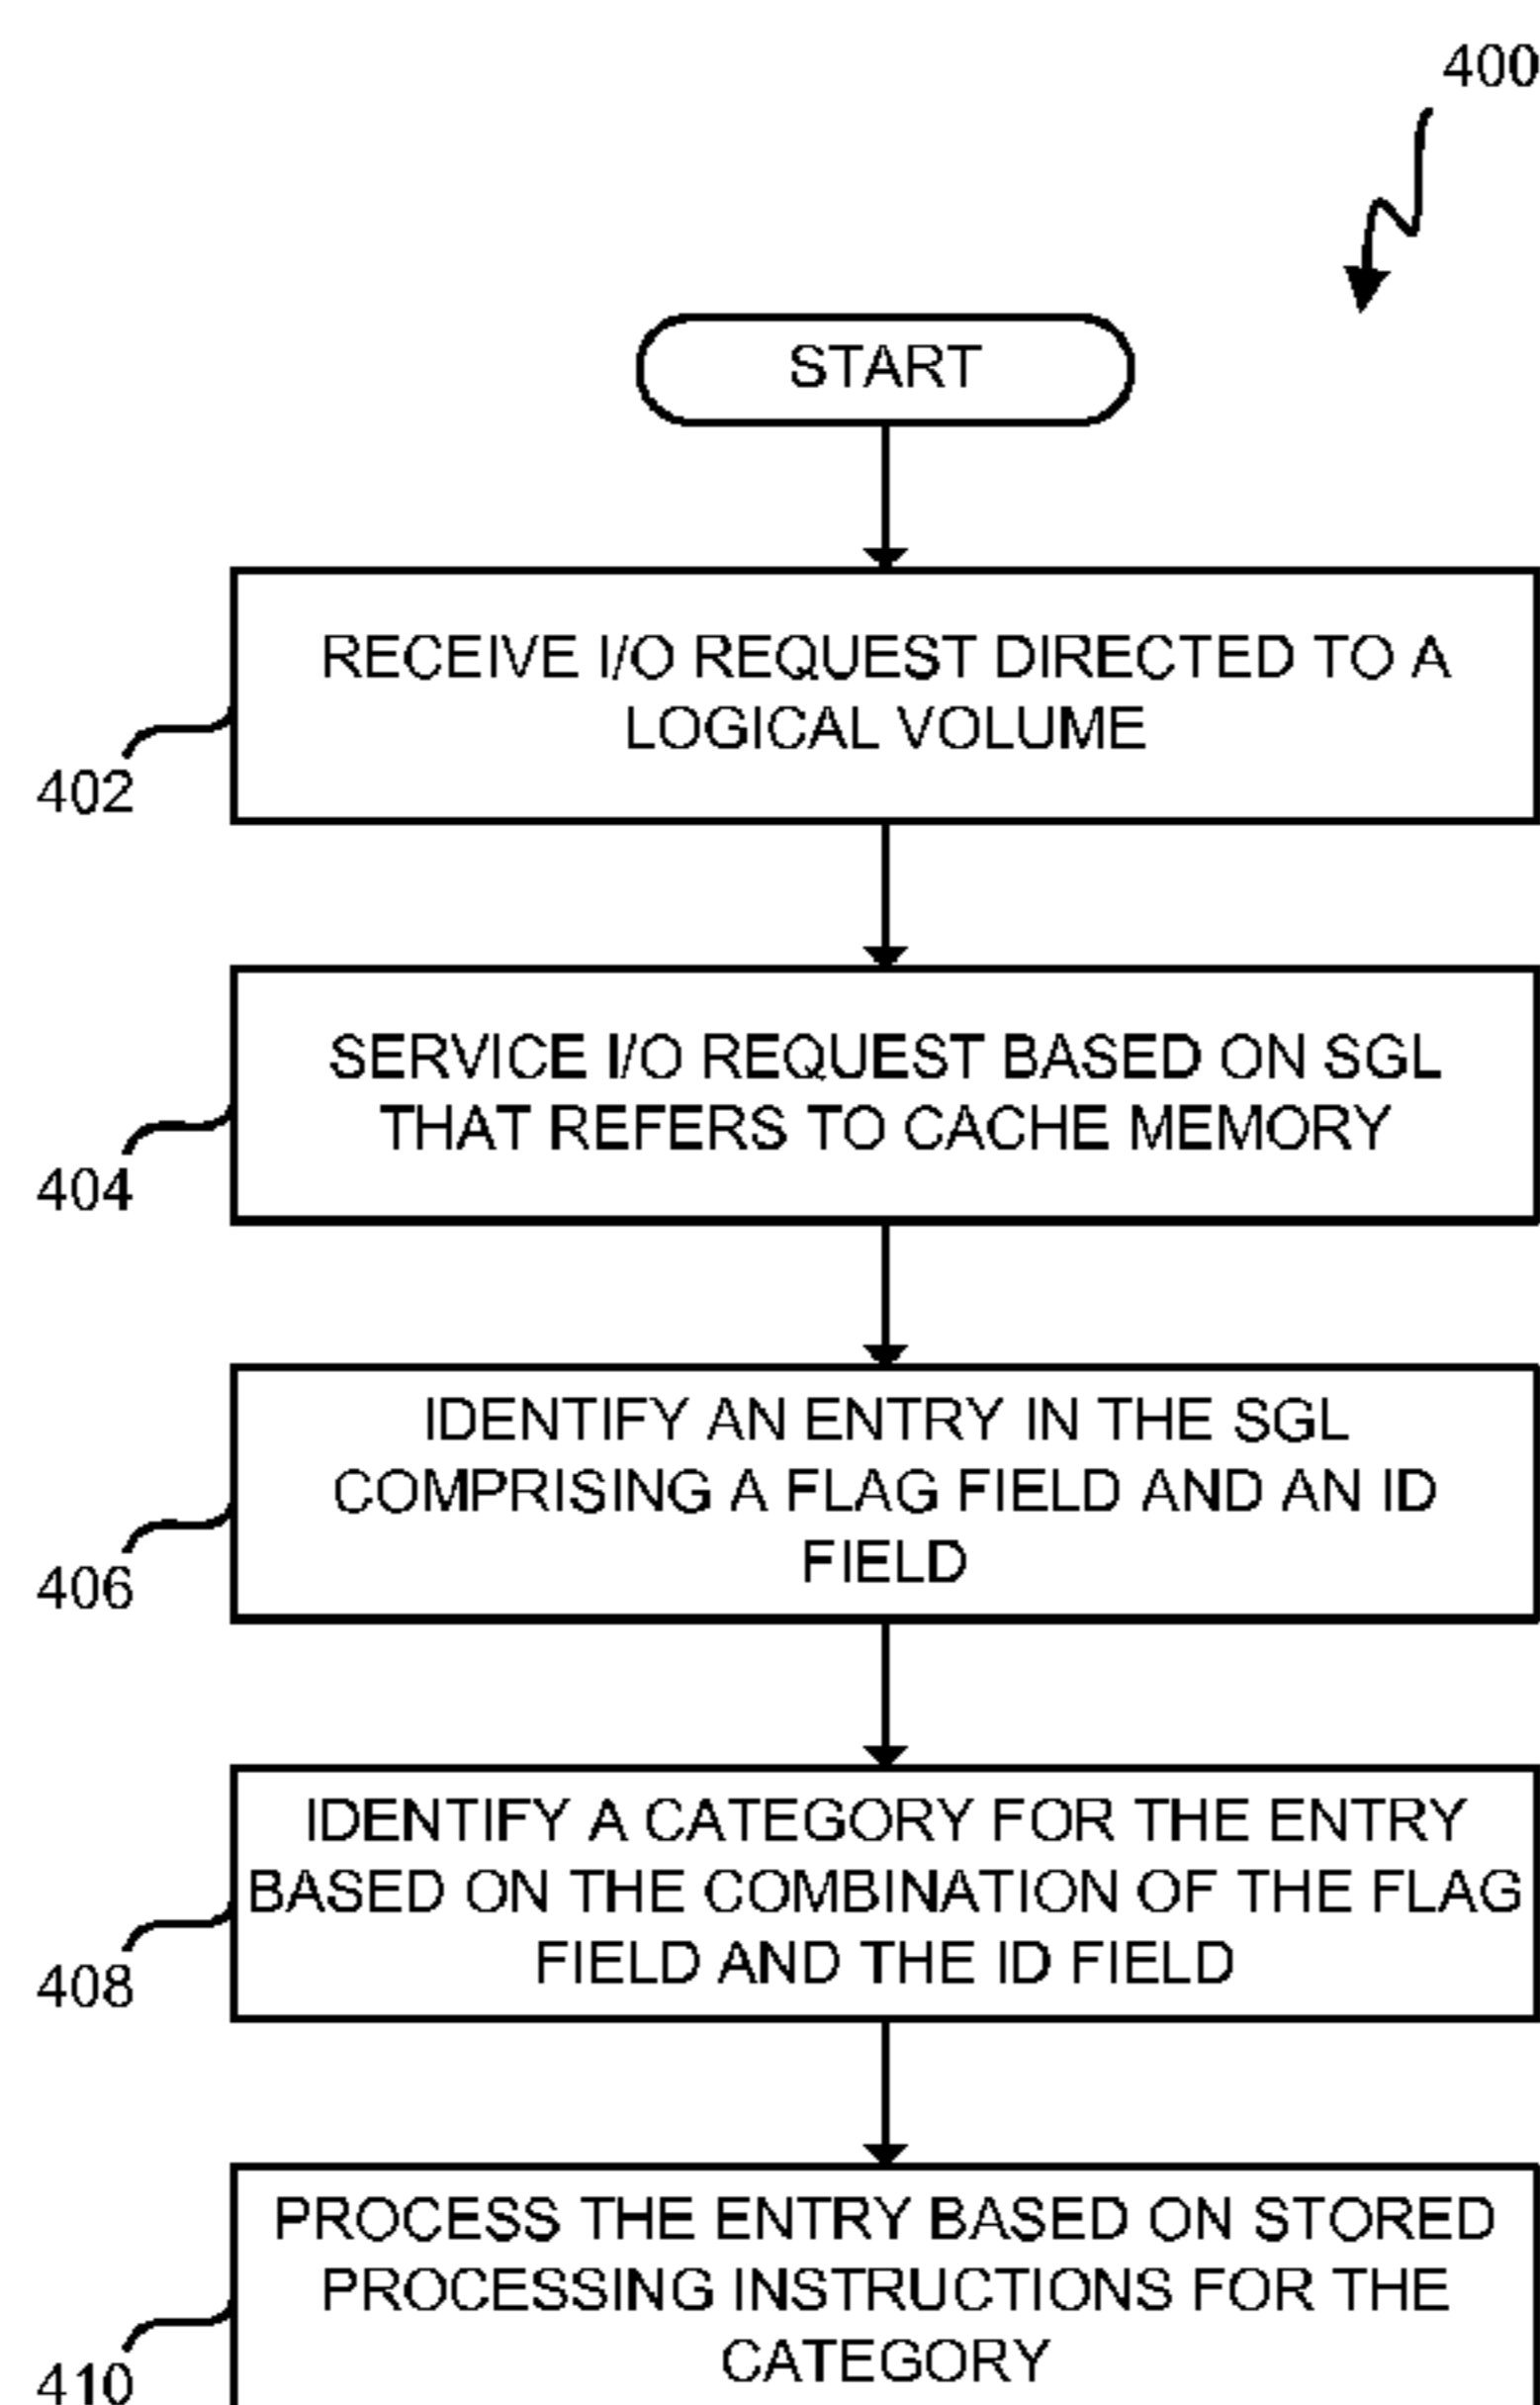 400
START
RECEIVE I/O REQUEST DIRECTED TO A
LOGICAL VOLUME
402
SERVICE I/O REQUEST BASED ON SGL
THAT REFERS TO CACHE MEMORY
404
IDENTIFY AN ENTRY IN THE SGL
COMPRISING A FLAG FIELD AND AN ID
FIELD
406
IDENTIFY A CATEGORY FOR THE ENTRY
BASED ON THE COMBINATION OF THE FLAG
FIELD AND THE ID FIELD
408
PROCESS THE ENTRY BASED ON STORED
PROCESSING INSTRUCTIONS FOR THE
CATEGORY
410